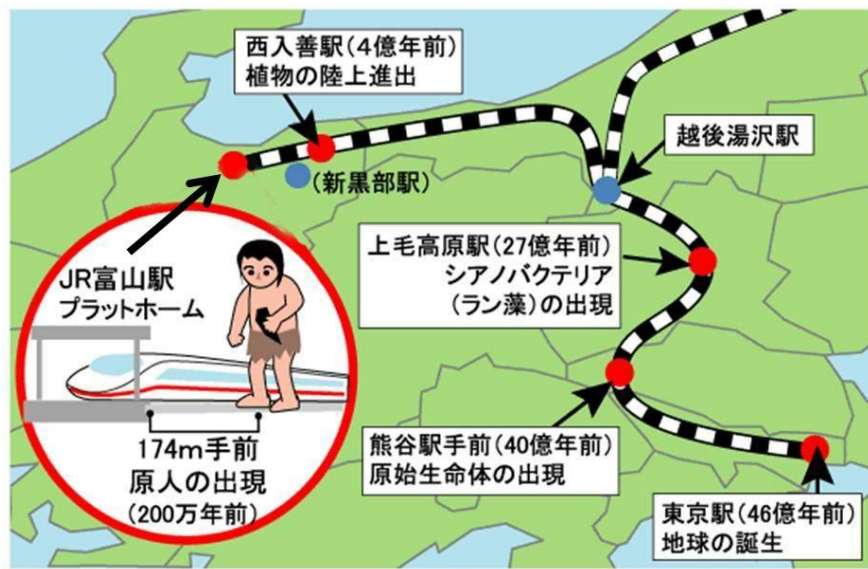 西入善駅(4億年前)
植物の陸上進出
越後湯沢駅
(新黒部駅)
上毛高原駅(27億年前)
シアノバクテリア
(ラン藻)の出現
JR富山駅
プラットホーム
174m手前
原人の出現
(200万年前)
熊谷駅手前(40億年前)
原始生命体の出現
東京駅(46億年前)
地球の誕生